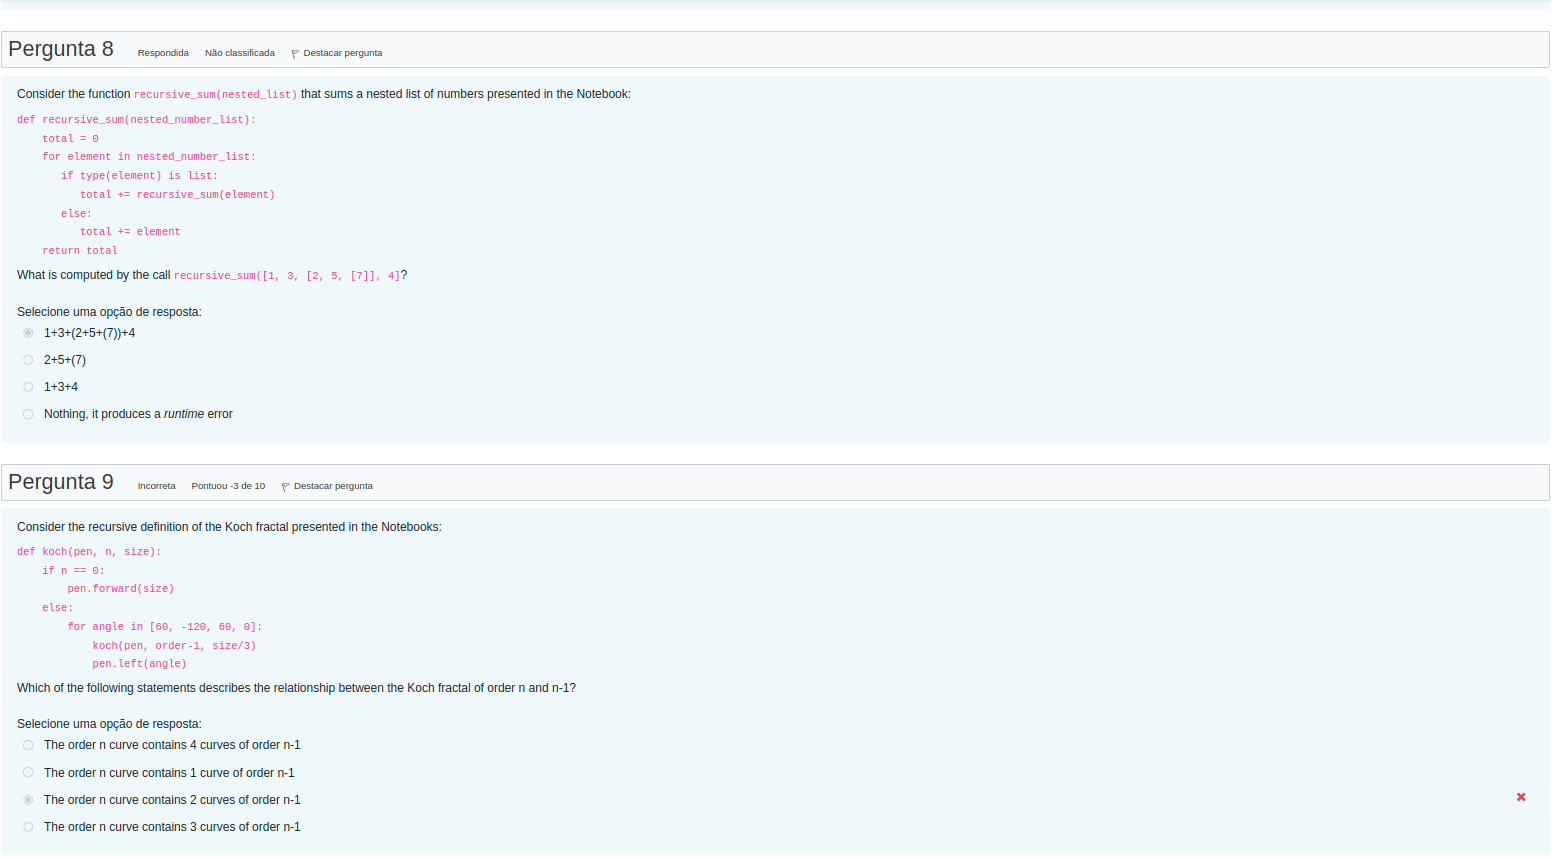 Pergunta 8 Respondida Não classificada Destacar pergunta
Consider the function recursive_sum(nested_list) that sums a nested list of numbers presented in the Notebook:
def recursive_sum(nested_number_list):
    total = 0
    for element in nested_number_list:
       if type(element) is list:
          total += recursive_sum(element)
       else:
          total += element
    return total
What is computed by the call recursive_sum([1, 3, [2, 5, [7]], 4]?
Selecione uma opção de resposta:
1+3+(2+5+(7))+4
2+5+(7)
1+3+4
Nothing, it produces a runtime error
Pergunta 9 Incorreta Pontuou -3 de 10 Destacar pergunta
Consider the recursive definition of the Koch fractal presented in the Notebooks:
def koch(pen, n, size):
    if n == 0:
        pen.forward(size)
    else:
        for angle in [60, -120, 60, 0]:
            koch(pen, order-1, size/3)
            pen.left(angle)
Which of the following statements describes the relationship between the Koch fractal of order n and n-1?
Selecione uma opção de resposta:
The order n curve contains 4 curves of order n-1
The order n curve contains 1 curve of order n-1
The order n curve contains 2 curves of order n-1
The order n curve contains 3 curves of order n-1